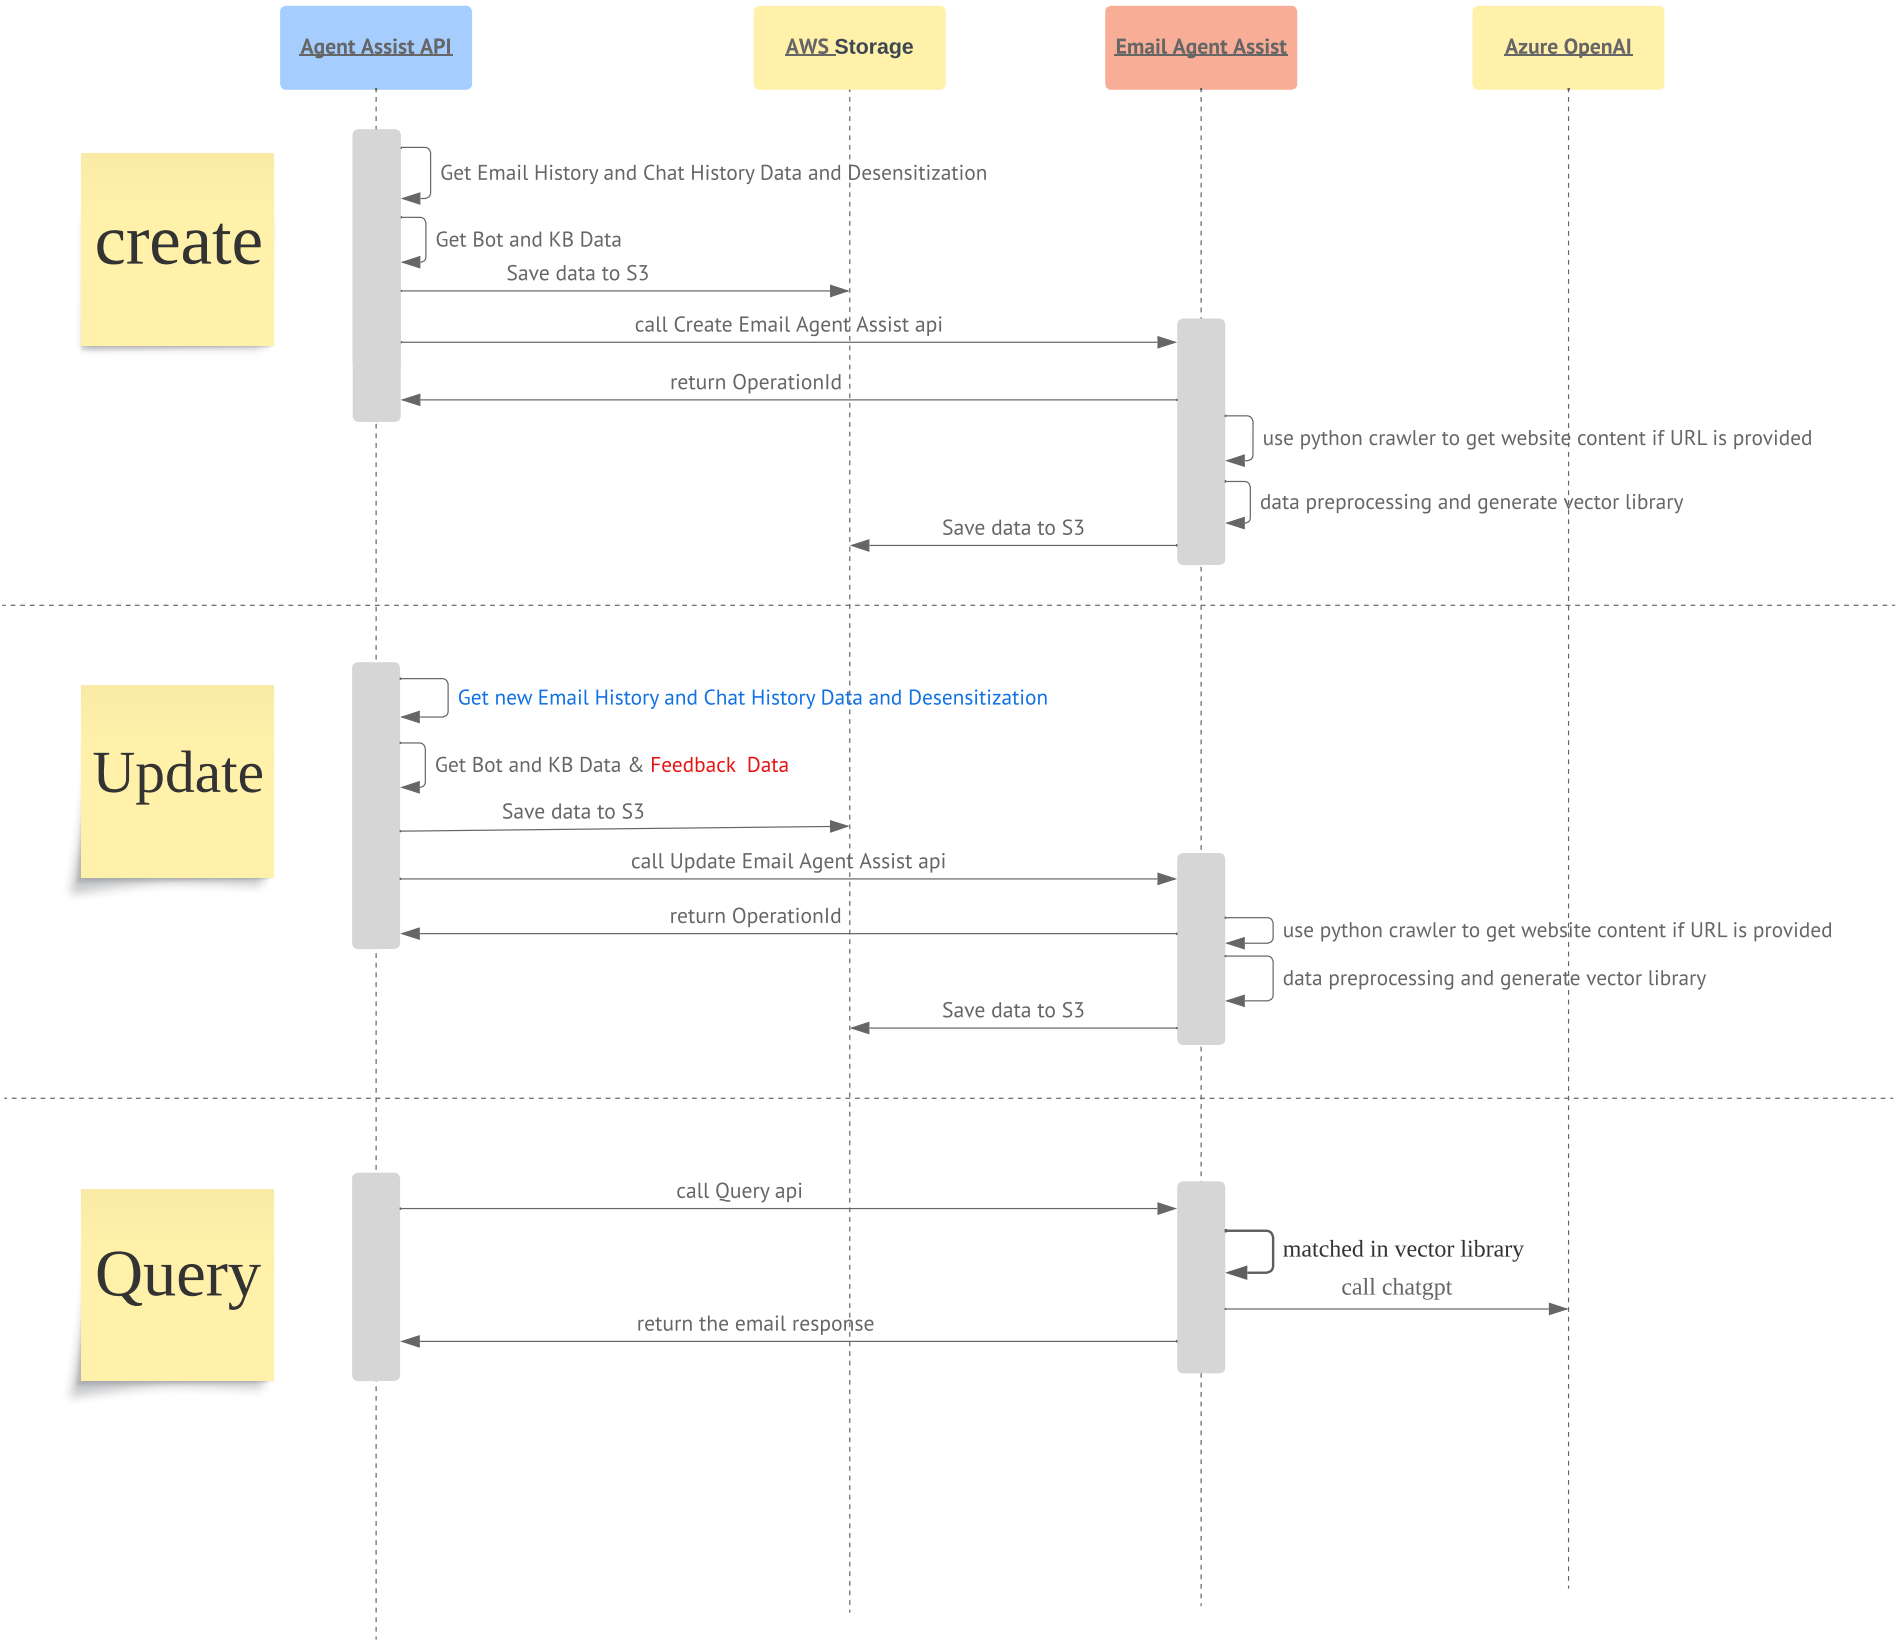 Agent Assist API
AWS Storage
Email Agent Assist
Azure OpenAI
create
Get Email History and Chat History Data and Desensitization
Get Bot and KB Data
Save data to S3
call Create Email Agent Assist api
return OperationId
use python crawler to get website content if URL is provided
data preprocessing and generate vector library
Save data to S3
Update
Get new Email History and Chat History Data and Desensitization
Get Bot and KB Data & Feedback  Data
Save data to S3
call Update Email Agent Assist api
return OperationId
use python crawler to get website content if URL is provided
data preprocessing and generate vector library
Save data to S3
Query
call Query api
matched in vector library
call chatgpt
return the email response